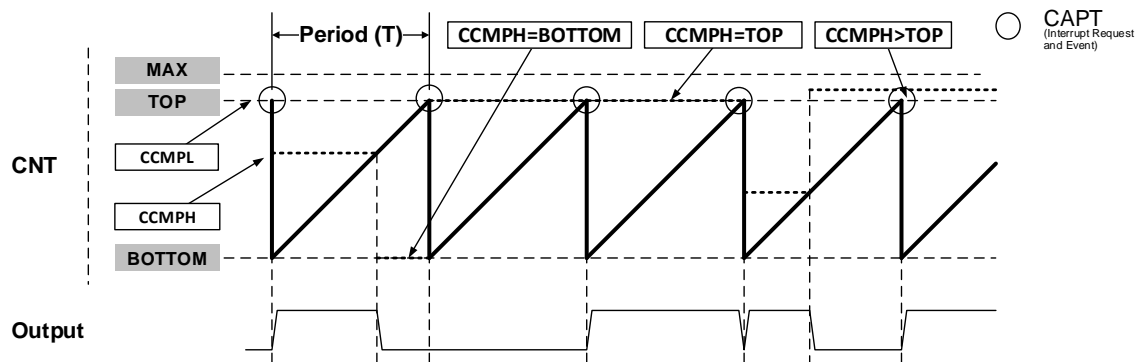 Period (T)
CCMPH=BOTTOM
CCMPH=TOP
CCMPH>TOP
CAPT
(Interrupt Request
and Event)
MAX
TOP
CNT
CCMPL
CCMPH
BOTTOM
Output